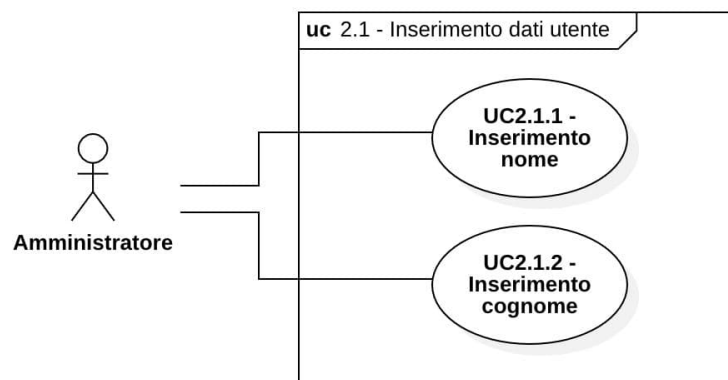 uc 2.1 - Inserimento dati utente
UC2.1.1 -
Inserimento
nome
Amministratore
UC2.1.2 -
Inserimento
cognome